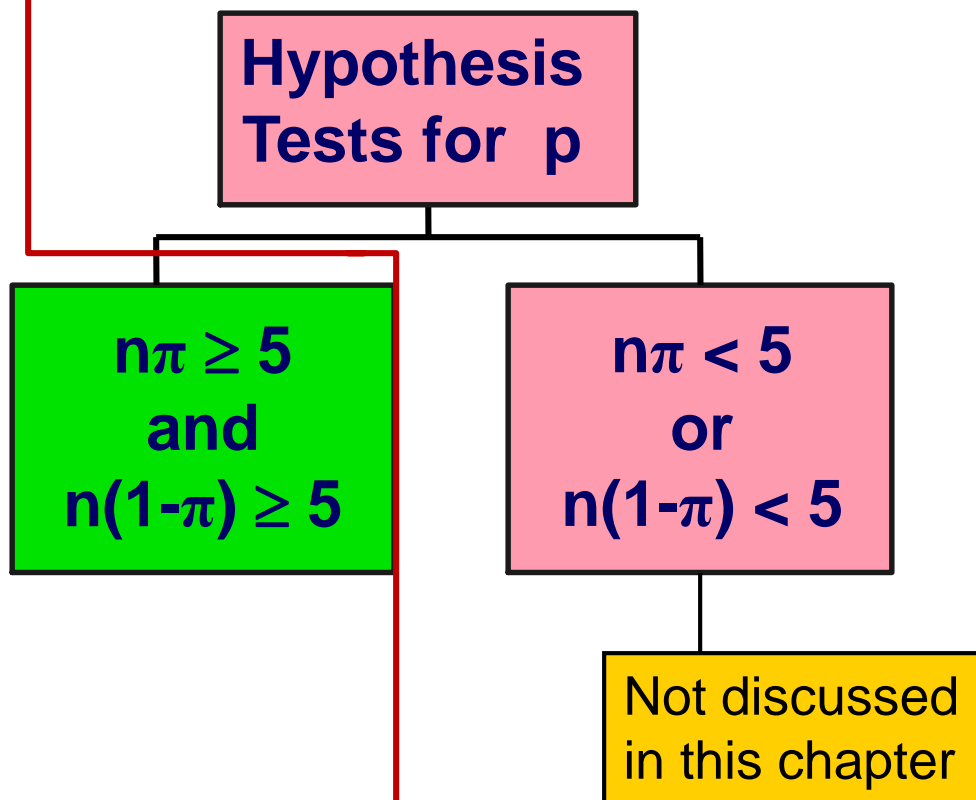 Hypothesis
Tests for p
nπ ≥ 5
and
n(1-π) ≥ 5
nπ < 5
or
n(1-π) < 5
Not discussed
in this chapter